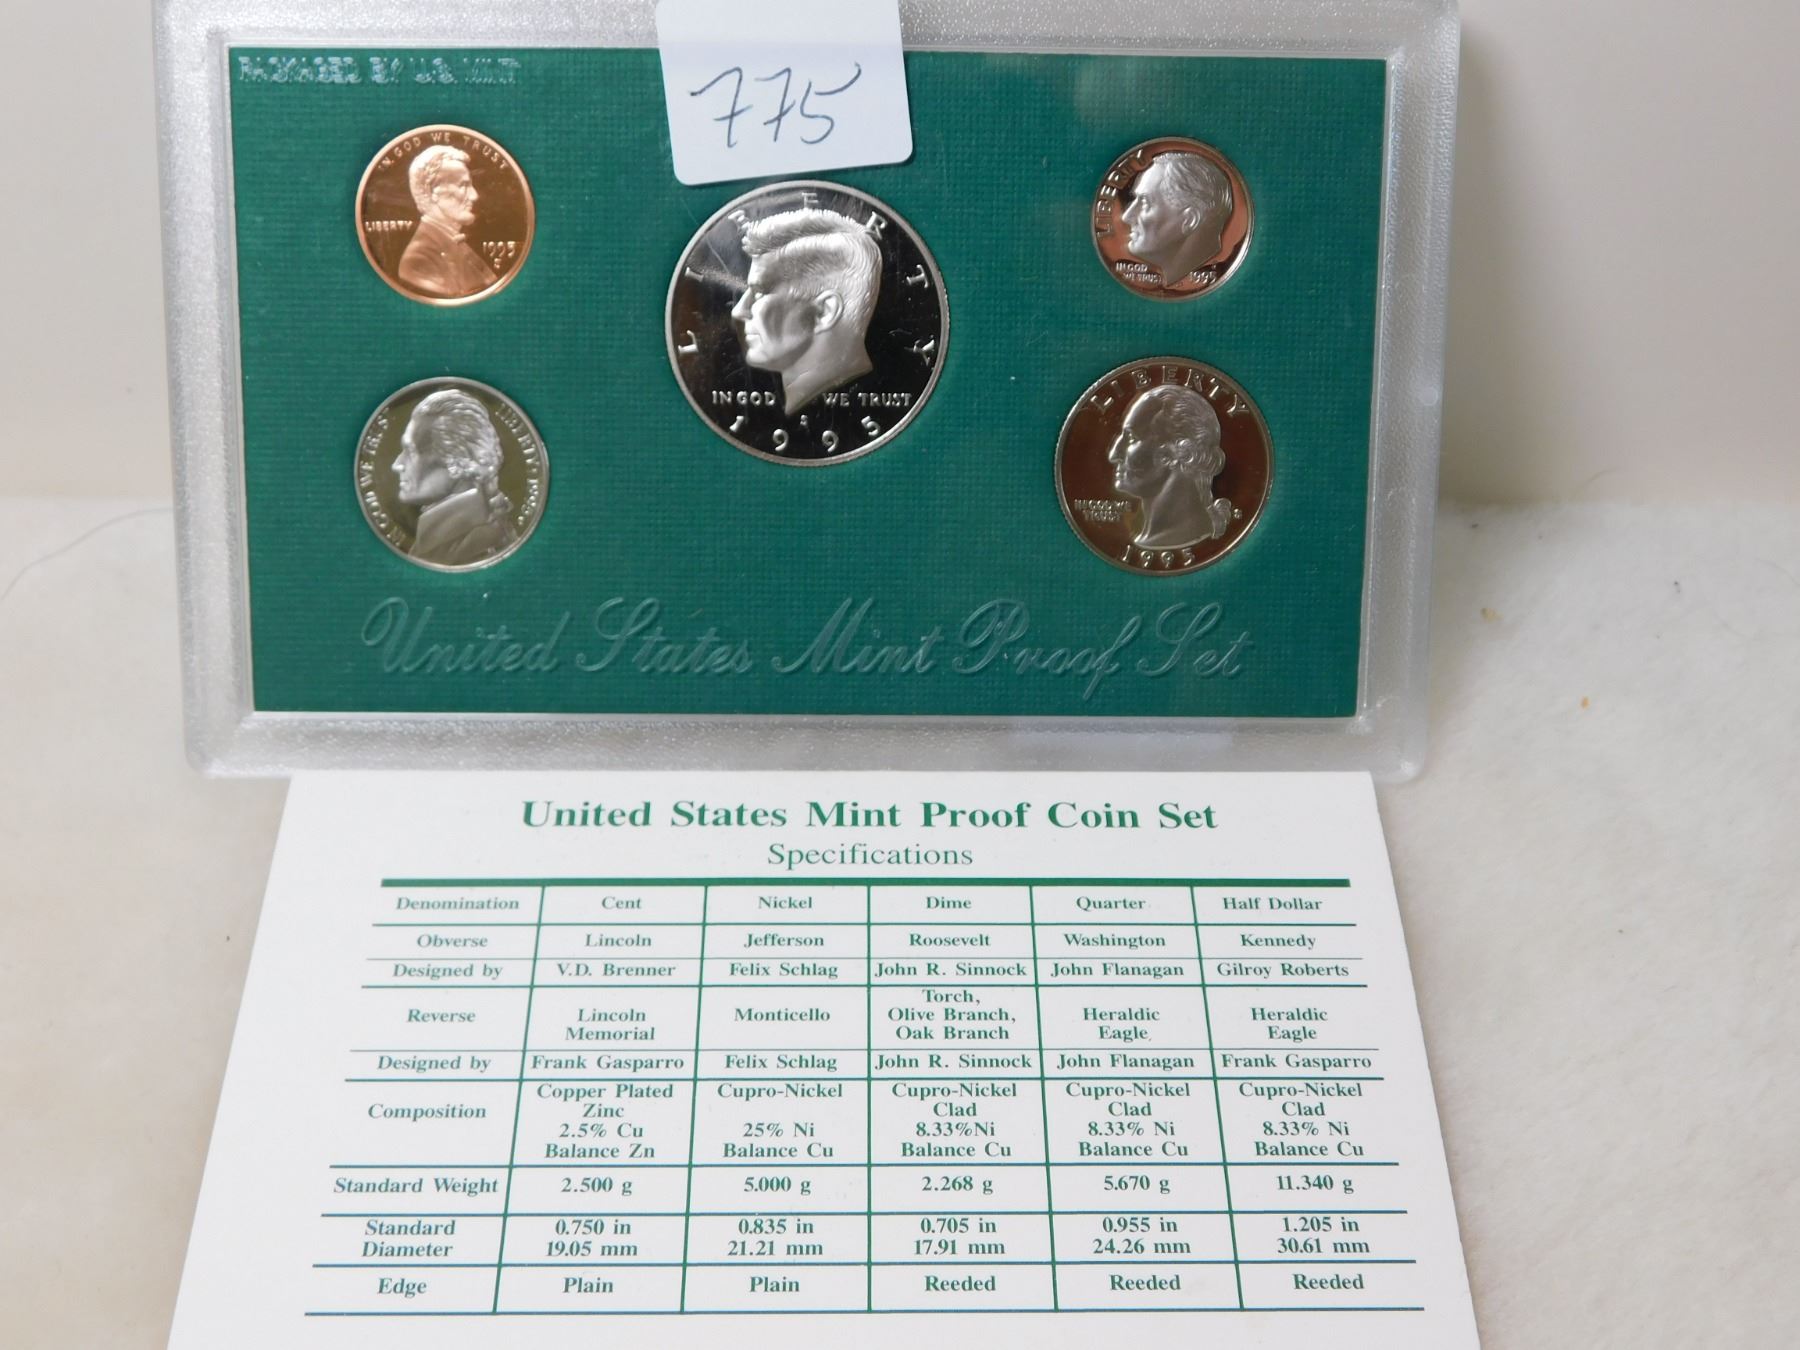 PACKAGED BY U.S. MINT
775
IN GOD WE TRUST
LIBERTY
1995
S
LIBERTY
IN GOD WE TRUST
S
1995
LIBERTY
IN GOD
WE TRUST
1995
IN GOD WE TRUST
LIBERTY
1995
LIBERTY
IN GOD WE
TRUST
S
1995
United States Mint Proof Set
United States Mint Proof Coin Set
Specifications
Denomination Cent Nickel Dime Quarter Half Dollar
Obverse Lincoln Jefferson Roosevelt Washington Kennedy
Designed by V.D. Brenner Felix Schlag John R. Sinnock John Flanagan Gilroy Roberts
Torch,
Reverse Lincoln Monticello Olive Branch, Heraldic Heraldic
Memorial Oak Branch Eagle Eagle
Designed by Frank Gasparro Felix Schlag John R. Sinnock John Flanagan Frank Gasparro
Copper Plated Cupro-Nickel Cupro-Nickel Cupro-Nickel Cupro-Nickel
Composition Zinc Clad Clad Clad
2.5% Cu 25% Ni 8.33%Ni 8.33% Ni 8.33% Ni
Balance Zn Balance Cu Balance Cu Balance Cu Balance Cu
Standard Weight 2.500 g 5.000 g 2.268 g 5.670 g 11.340 g
Standard 0.750 in 0.835 in 0.705 in 0.955 in 1.205 in
Diameter 19.05 mm 21.21 mm 17.91 mm 24.26 mm 30.61 mm
Edge Plain Plain Reeded Reeded Reeded